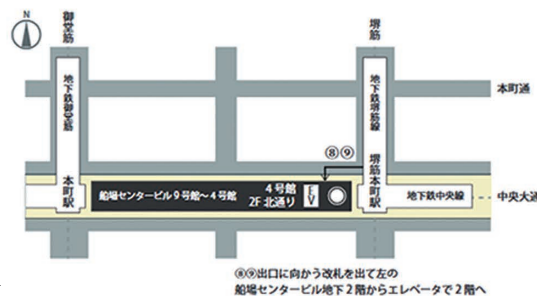 N
御堂筋
堺筋
地下鉄御堂筋
地下鉄堺筋線
本町通
⑧⑨
本町駅
船場センタービル9号館〜4号館
4号館
2F 北通り
EV
堺筋本町駅
地下鉄中央線
中央大通
⑧⑨出口に向かう改札を出て左の
船場センタービル地下2階からエレベータで2階へ